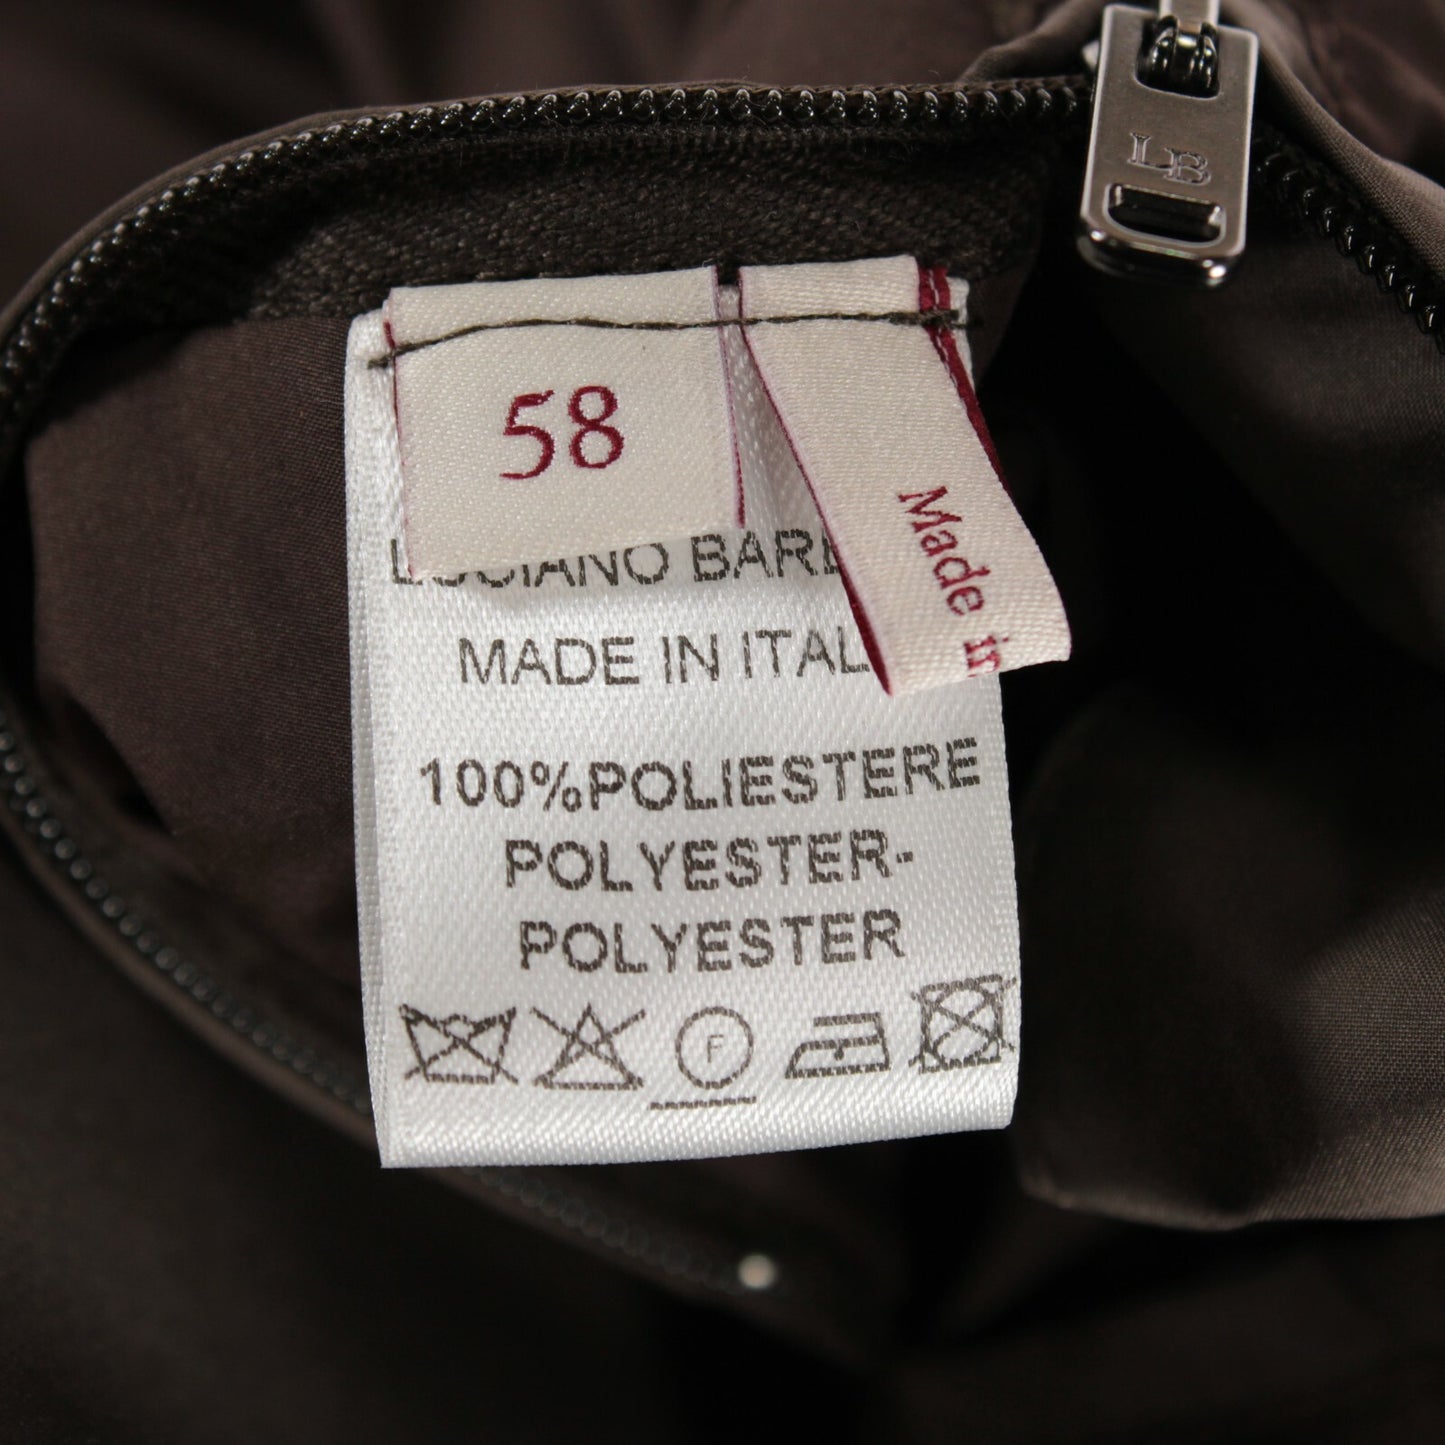 LB
58
Made in
LUCIANO BARB
MADE IN ITAL
100%POLIESTERE
POLYESTER-
POLYESTER
F